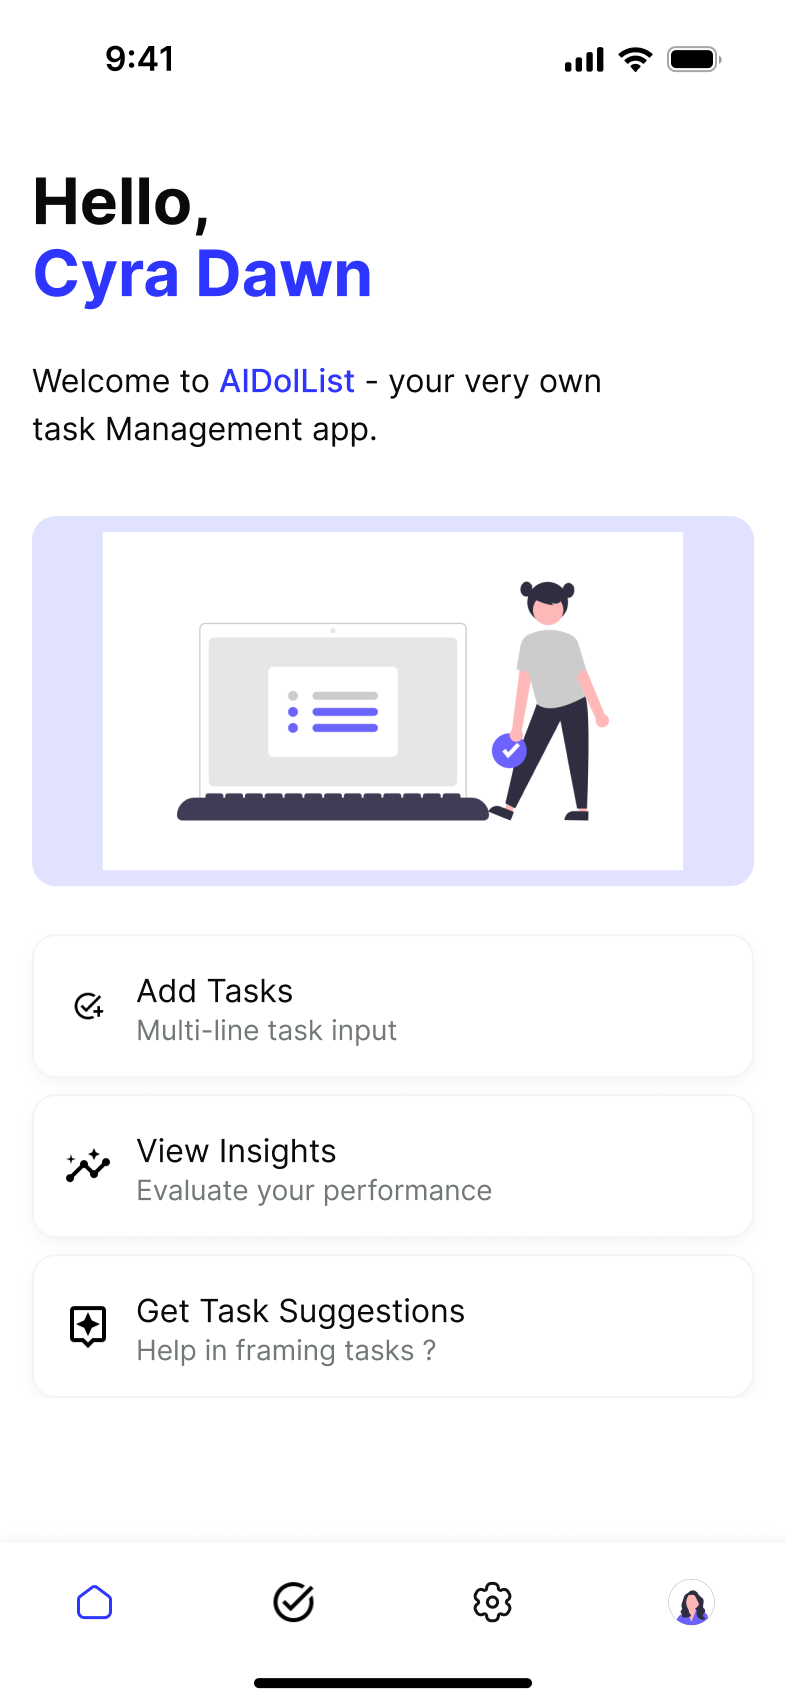 9:41
Hello,
Cyra Dawn
Welcome to AIDoIList - your very own
task Management app.
Add Tasks
Multi-line task input
View Insights
Evaluate your performance
Get Task Suggestions
Help in framing tasks ?